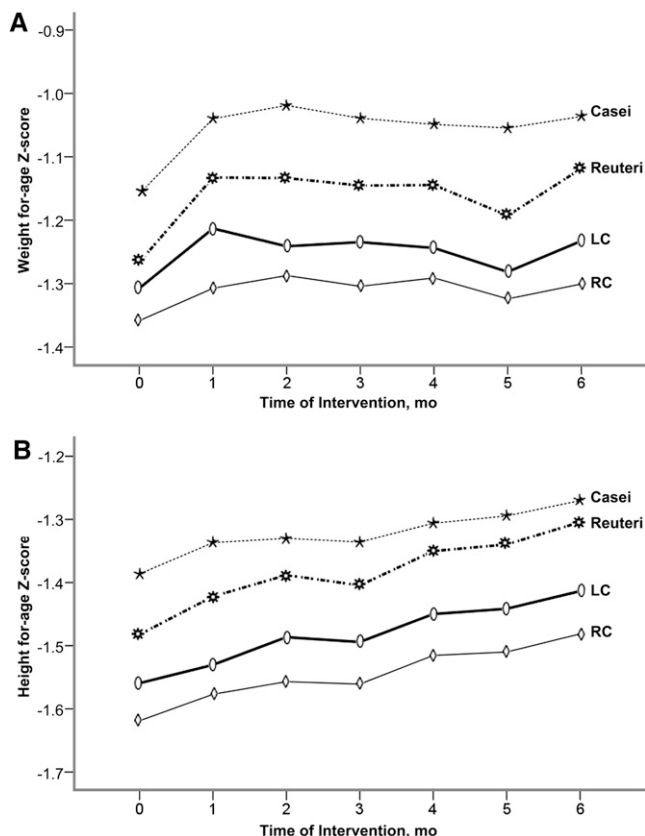 A
Weight for-age Z-score
-0.9
-1.0
-1.1
-1.2
-1.3
-1.4
Casei
Reuteri
LC
RC
0 1 2 3 4 5 6
Time of Intervention, mo
B
Height for-age Z-score
-1.2
-1.3
-1.4
-1.5
-1.6
-1.7
Casei
Reuteri
LC
RC
0 1 2 3 4 5 6
Time of Intervention, mo